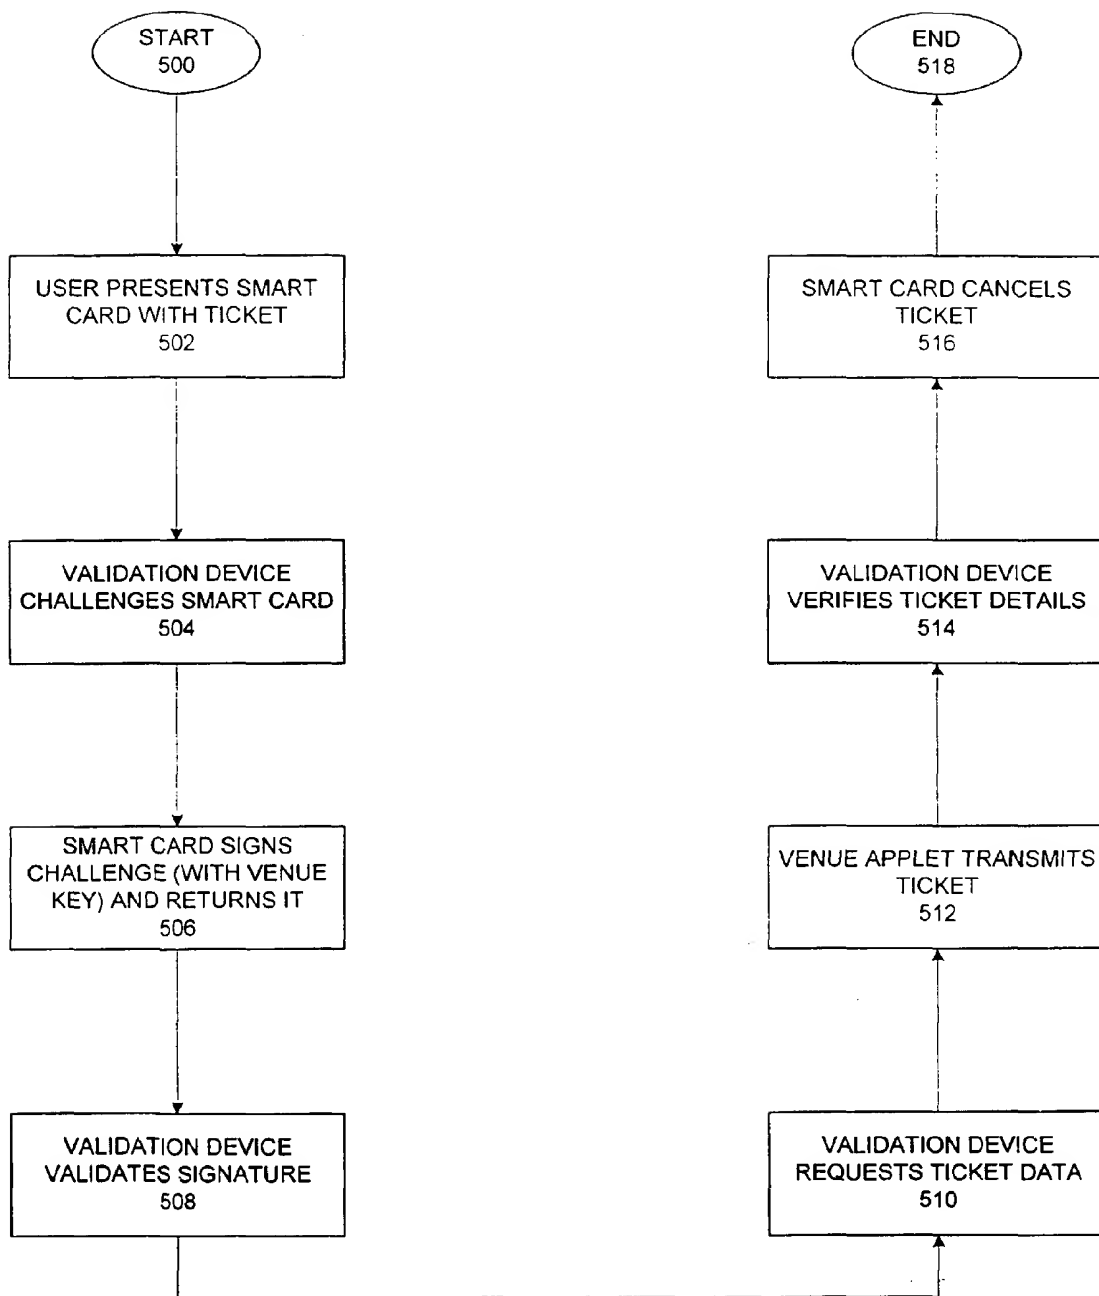 START
500
USER PRESENTS SMART
CARD WITH TICKET
502
VALIDATION DEVICE
CHALLENGES SMART CARD
504
SMART CARD SIGNS
CHALLENGE (WITH VENUE
KEY) AND RETURNS IT
506
VALIDATION DEVICE
VALIDATES SIGNATURE
508
VALIDATION DEVICE
REQUESTS TICKET DATA
510
VENUE APPLET TRANSMITS
TICKET
512
VALIDATION DEVICE
VERIFIES TICKET DETAILS
514
SMART CARD CANCELS
TICKET
516
END
518